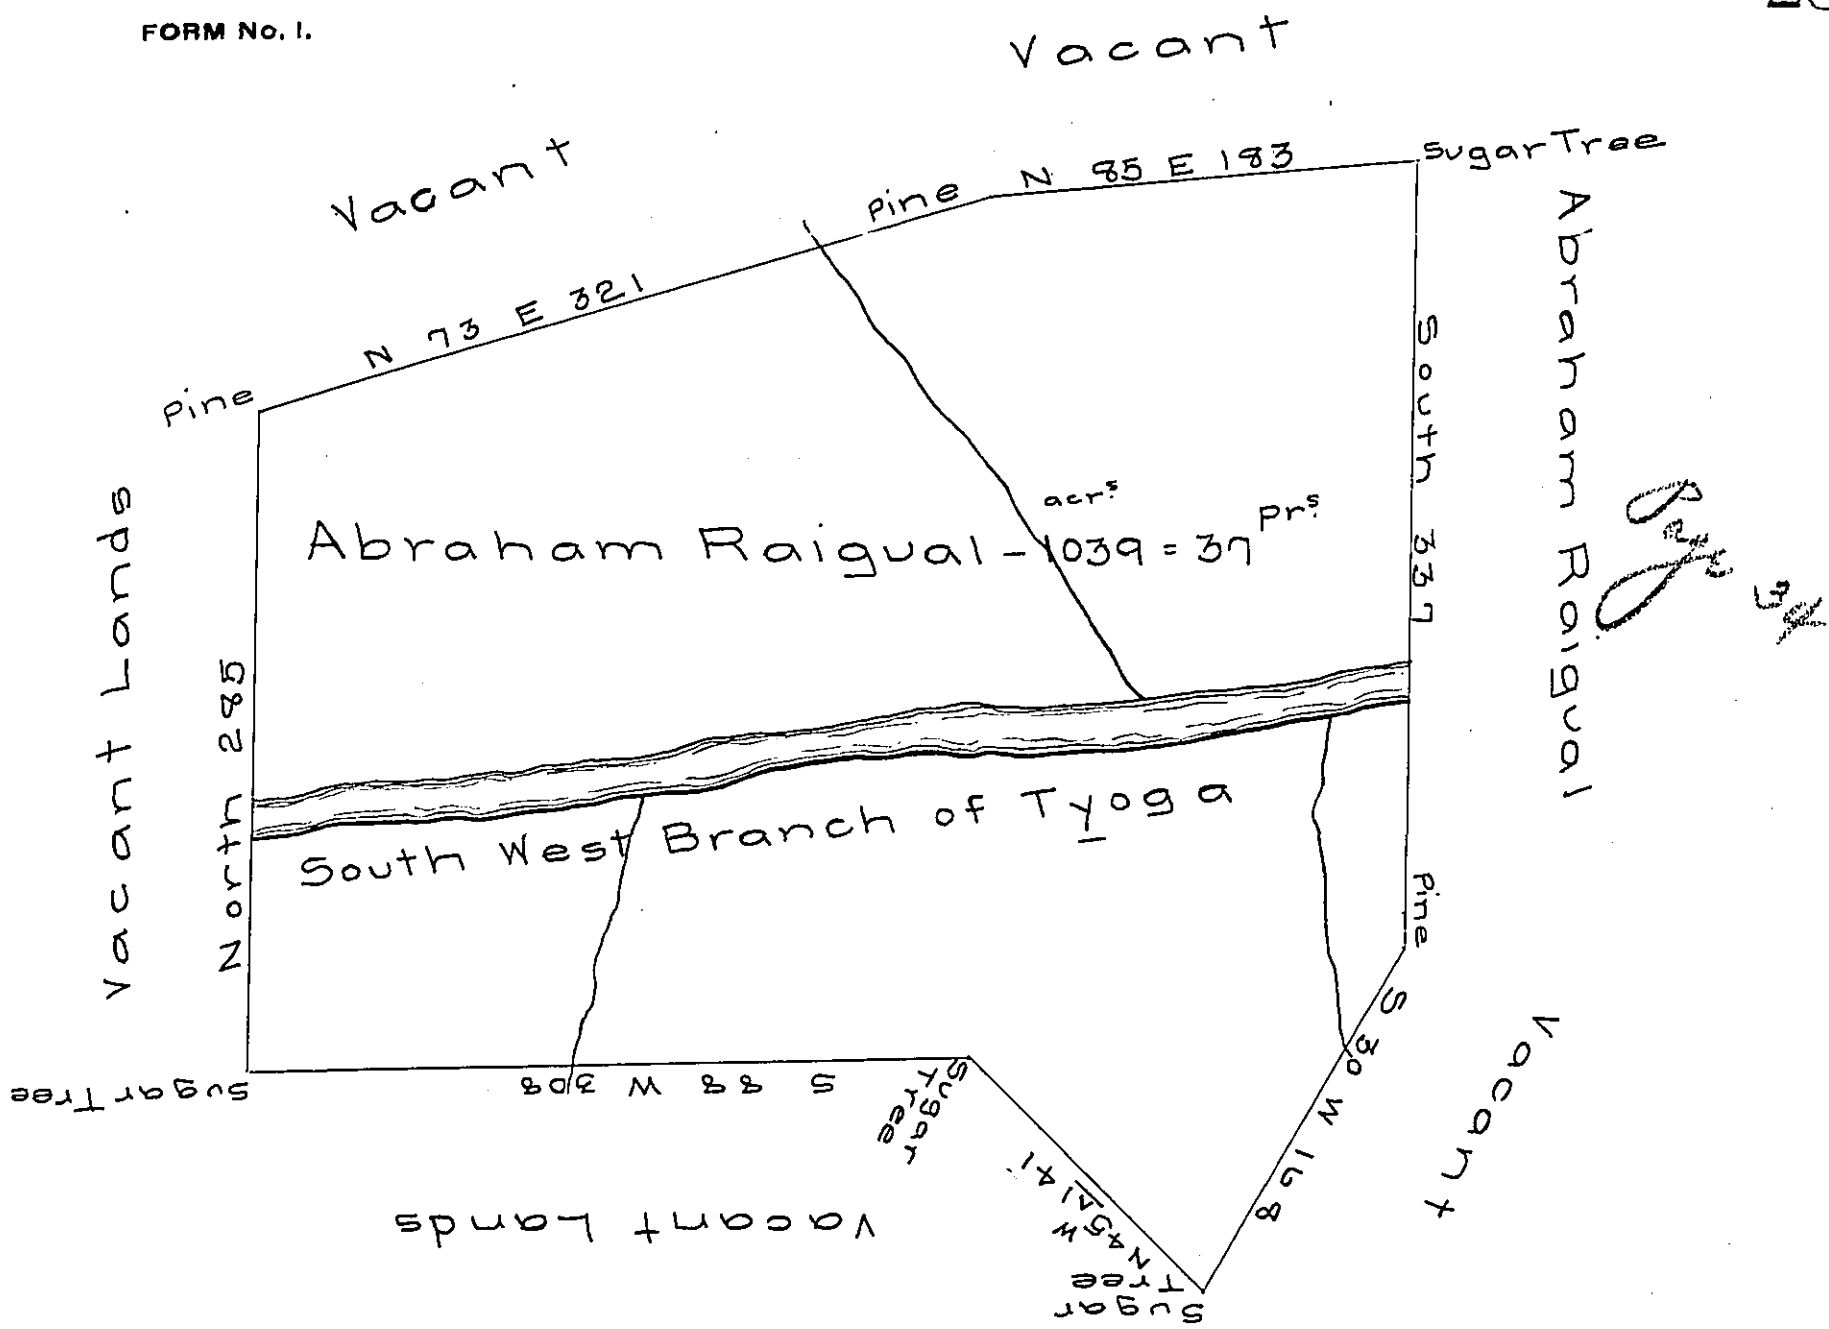 FORM No. 1.
Vacant
Vacant
N 85 E 183
Sugar Tree
Pine
N 73 E 321
Pine
Abraham Raigual
South 337
acrs
Abraham Raigual - 1039 = 37 Prs
Vacant Lands
North 285
South West Branch of Tyoga
Pine
S 30 W 168
Vacant
Sugar Tree
S 88 W 308
Sugar
Tree
N 45 W 141
Vacant Lands
Sugar
Tree